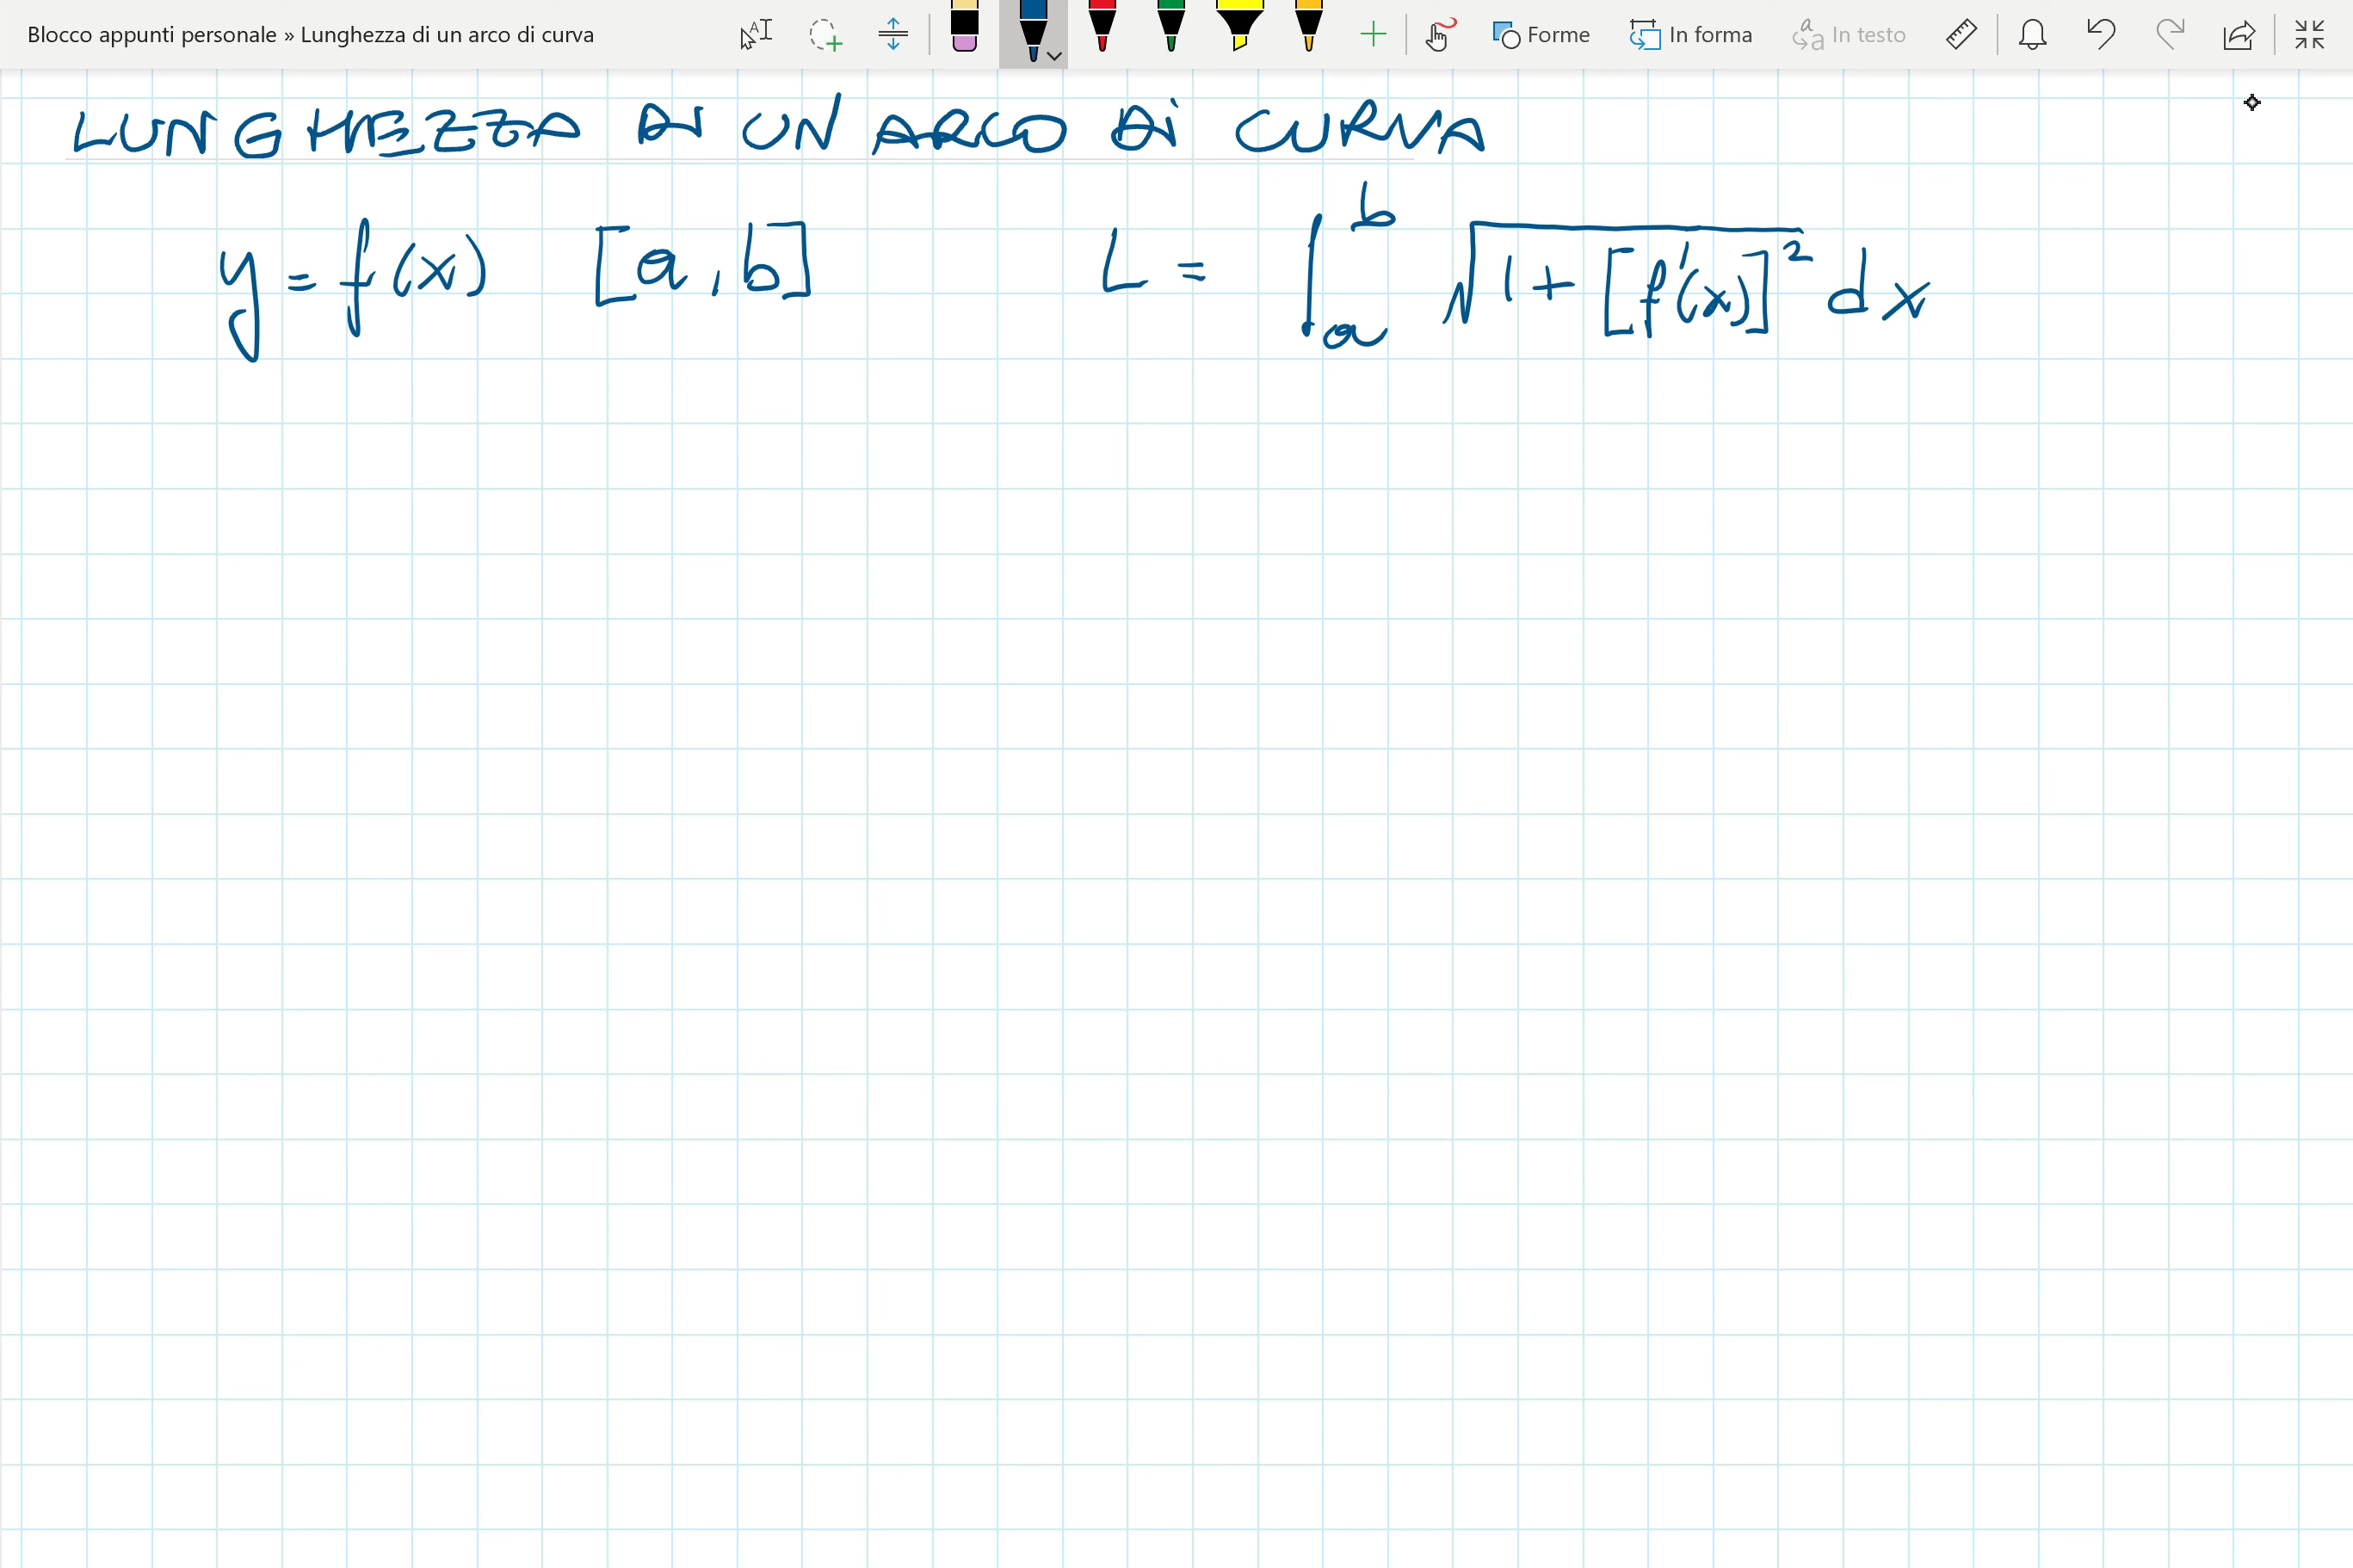 Blocco appunti personale » Lunghezza di un arco di curva Forme In forma In testo
LUNGHEZZA DI UN ARCO DI CURVA
y = f(x) [a, b] L = ∫_a^b √(1 + [f'(x)]²) dx